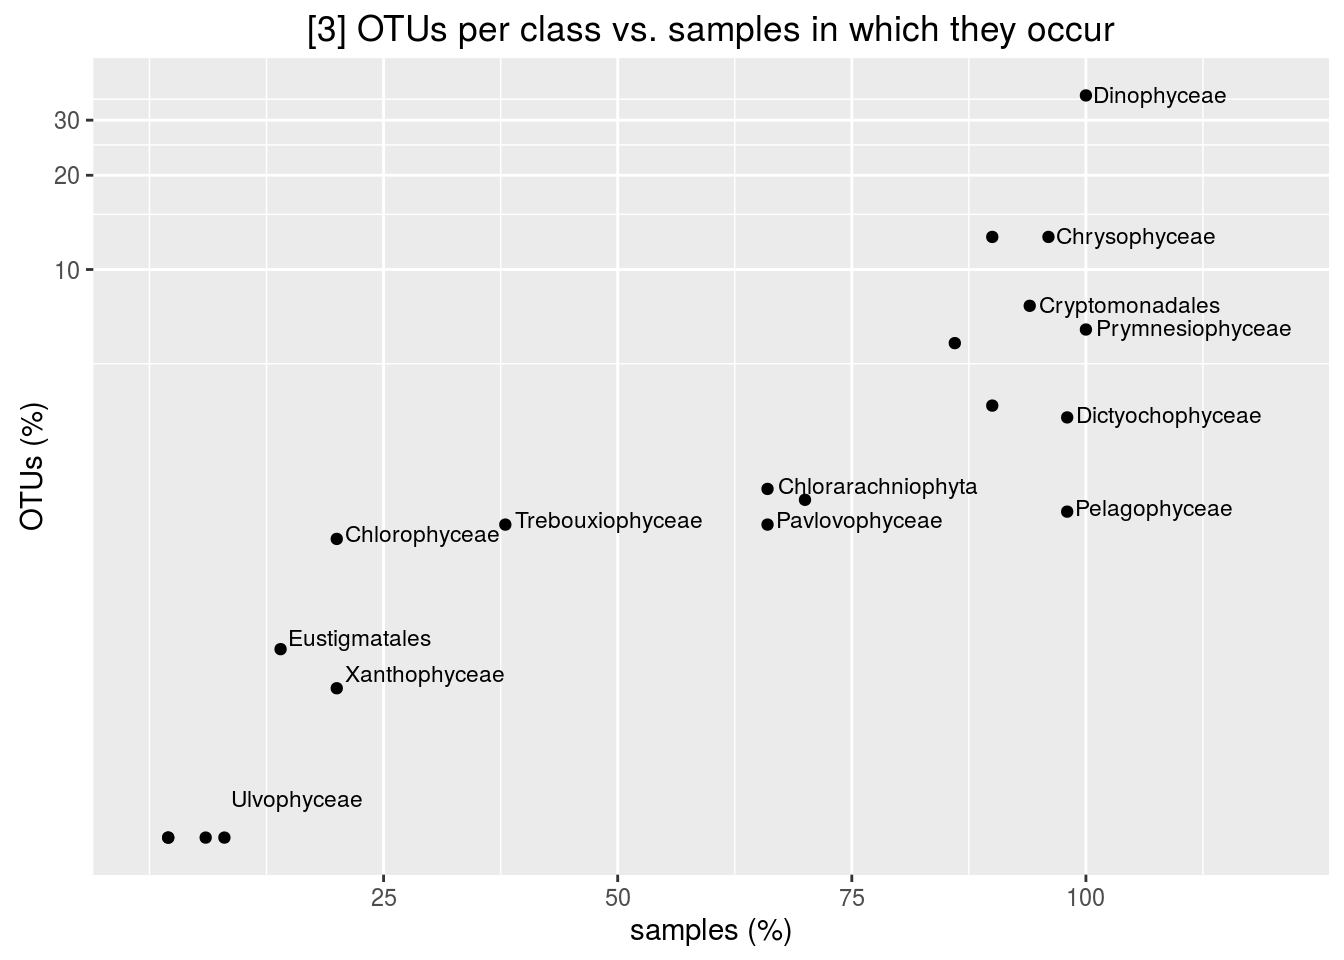 [3] OTUs per class vs. samples in which they occur
Dinophyceae
30
20
Chrysophyceae
10
Cryptomonadales
Prymnesiophyceae
Dictyochophyceae
OTUs (%)
Chlorarachniophyta
Pelagophyceae
Trebouxiophyceae
Pavlovophyceae
Chlorophyceae
Eustigmatales
Xanthophyceae
Ulvophyceae
25 50 75 100
samples (%)